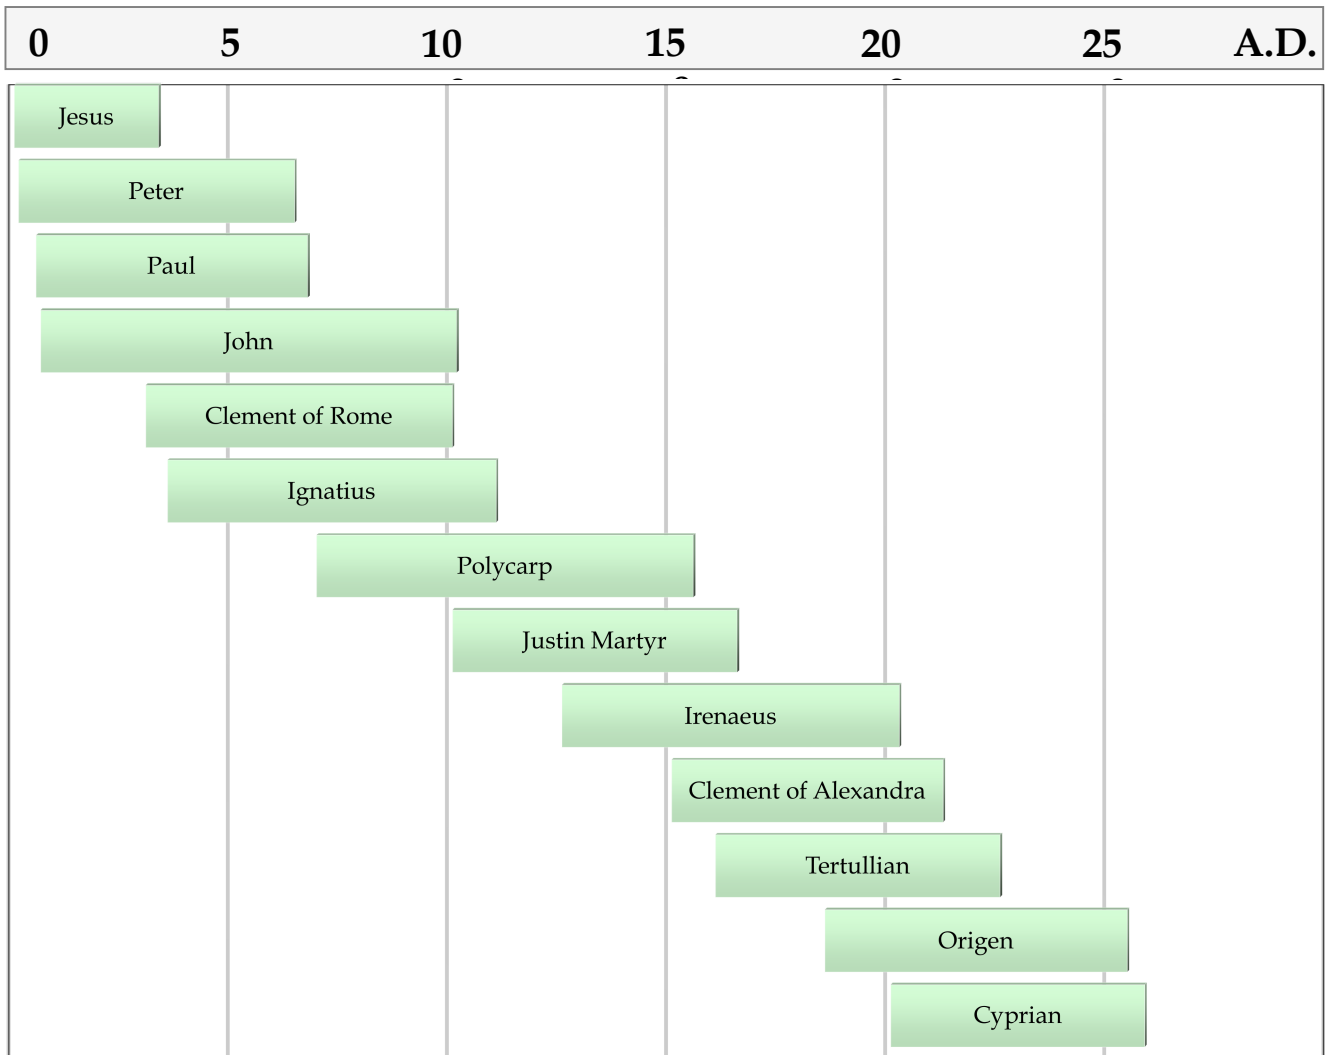 0 5 10 15 20 25 A.D.
Jesus
Peter
Paul
John
Clement of Rome
Ignatius
Polycarp
Justin Martyr
Irenaeus
Clement of Alexandra
Tertullian
Origen
Cyprian